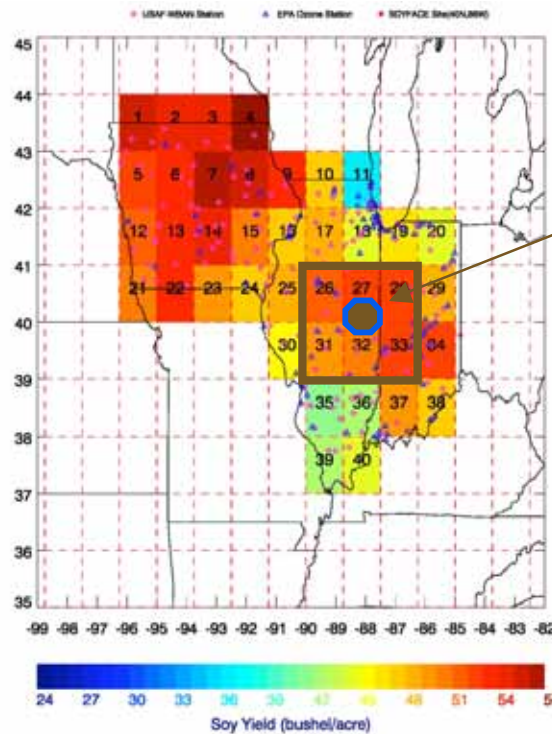 USAF-WBAN Station EPA Ozone Station SOYFACE Site(40N,88W)
45
44
1 2 3 4
43
5 6 7 8 9 10 11
42
12 13 14 15 17 19 20
41
21 22 23 24 25 26 27 28 29
40
30 31 32 33 34
39
35 36 37 38
38
39 40
37
36
35
-99 -98 -97 -96 -95 -94 -93 -92 -91 -90 -89 -88 -87 -86 -85 -84 -83 -82
24 27 30 33 36 39 42 45 48 51 54
Soy Yield (bushel/acre)